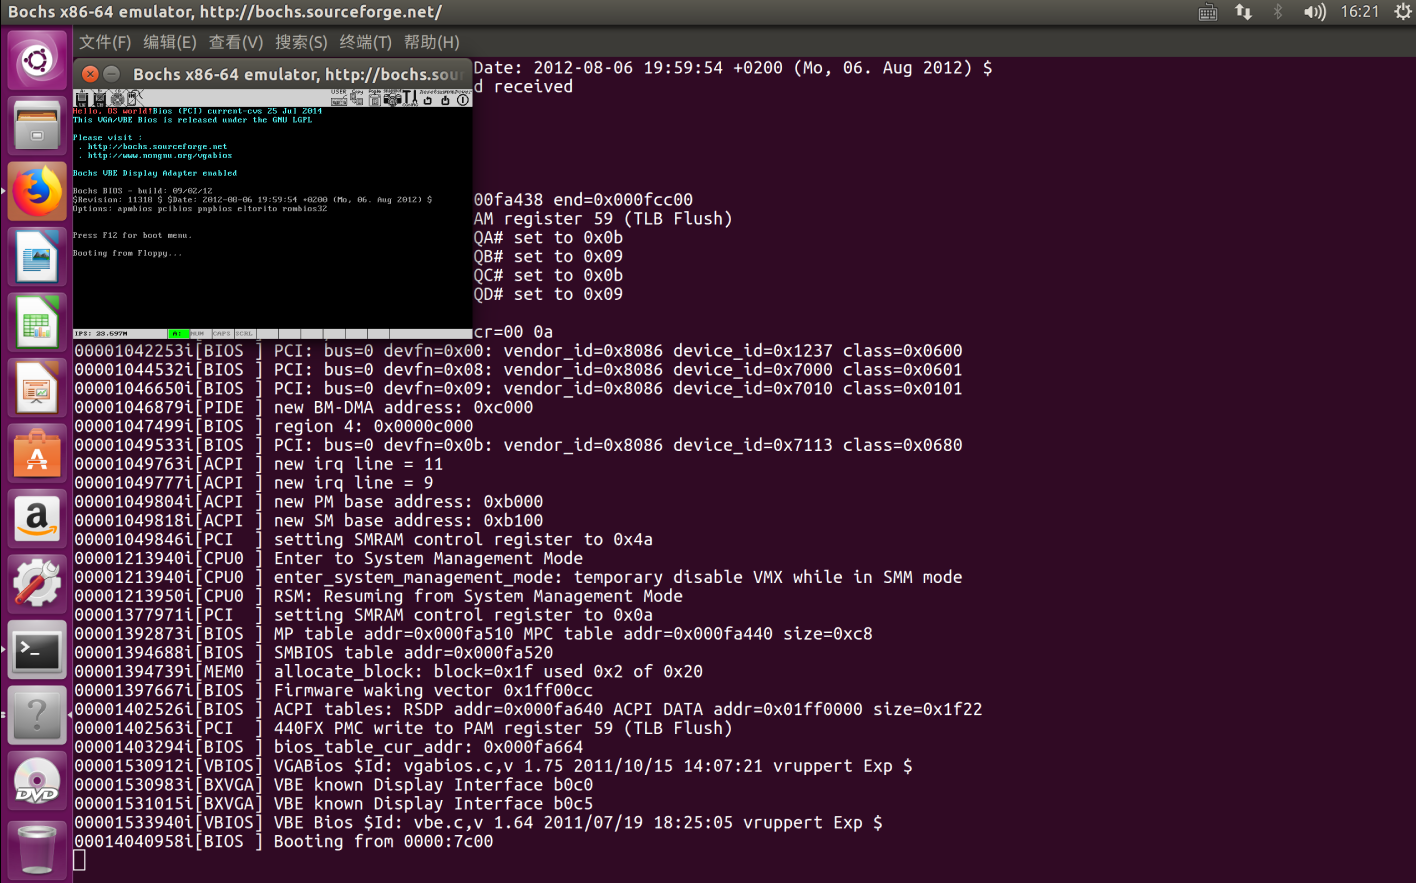 Bochs x86-64 emulator, http://bochs.sourceforge.net/
16:21
文件(F) 编辑(E) 查看(V) 搜索(S) 终端(T) 帮助(H)
Bochs x86-64 emulator, http://bochs.sou
USER
Hello, OS world!Bios (PCI) current-cvs 25 Jul 2014
This VGA/VBE Bios is released under the GNU LGPL
Please visit :
. http://bochs.sourceforge.net
. http://www.nongnu.org/vgabios
Bochs VBE Display Adapter enabled
Bochs BIOS - build: 09/02/12
$Revision: 11318 $ $Date: 2012-08-06 19:59:54 +0200 (Mo, 06. Aug 2012) $
Options: apmbios pcibios pnpbios eltorito rombios32
Press F12 for boot menu.
Booting from Floppy...
IPS: 23.597M A: NUM CAPS SCRL
Date: 2012-08-06 19:59:54 +0200 (Mo, 06. Aug 2012) $
d received
00fa438 end=0x000fcc00
AM register 59 (TLB Flush)
QA# set to 0x0b
QB# set to 0x09
QC# set to 0x0b
QD# set to 0x09
cr=00 0a
00001042253i[BIOS ] PCI: bus=0 devfn=0x00: vendor_id=0x8086 device_id=0x1237 class=0x0600
00001044532i[BIOS ] PCI: bus=0 devfn=0x08: vendor_id=0x8086 device_id=0x7000 class=0x0601
00001046650i[BIOS ] PCI: bus=0 devfn=0x09: vendor_id=0x8086 device_id=0x7010 class=0x0101
00001046879i[PIDE ] new BM-DMA address: 0xc000
00001047499i[BIOS ] region 4: 0x0000c000
00001049533i[BIOS ] PCI: bus=0 devfn=0x0b: vendor_id=0x8086 device_id=0x7113 class=0x0680
00001049763i[ACPI ] new irq line = 11
00001049777i[ACPI ] new irq line = 9
00001049804i[ACPI ] new PM base address: 0xb000
00001049818i[ACPI ] new SM base address: 0xb100
00001049846i[PCI  ] setting SMRAM control register to 0x4a
00001213940i[CPU0 ] Enter to System Management Mode
00001213940i[CPU0 ] enter_system_management_mode: temporary disable VMX while in SMM mode
00001213950i[CPU0 ] RSM: Resuming from System Management Mode
00001377971i[PCI  ] setting SMRAM control register to 0x0a
00001392873i[BIOS ] MP table addr=0x000fa510 MPC table addr=0x000fa440 size=0xc8
00001394688i[BIOS ] SMBIOS table addr=0x000fa520
00001394739i[MEM0 ] allocate_block: block=0x1f used 0x2 of 0x20
00001397667i[BIOS ] Firmware waking vector 0x1ff00cc
00001402526i[BIOS ] ACPI tables: RSDP addr=0x000fa640 ACPI DATA addr=0x01ff0000 size=0x1f22
00001402563i[PCI  ] 440FX PMC write to PAM register 59 (TLB Flush)
00001403294i[BIOS ] bios_table_cur_addr: 0x000fa664
00001530912i[VBIOS] VGABios $Id: vgabios.c,v 1.75 2011/10/15 14:07:21 vruppert Exp $
00001530983i[BXVGA] VBE known Display Interface b0c0
00001531015i[BXVGA] VBE known Display Interface b0c5
00001533940i[VBIOS] VBE Bios $Id: vbe.c,v 1.64 2011/07/19 18:25:05 vruppert Exp $
00014040958i[BIOS ] Booting from 0000:7c00
DVD